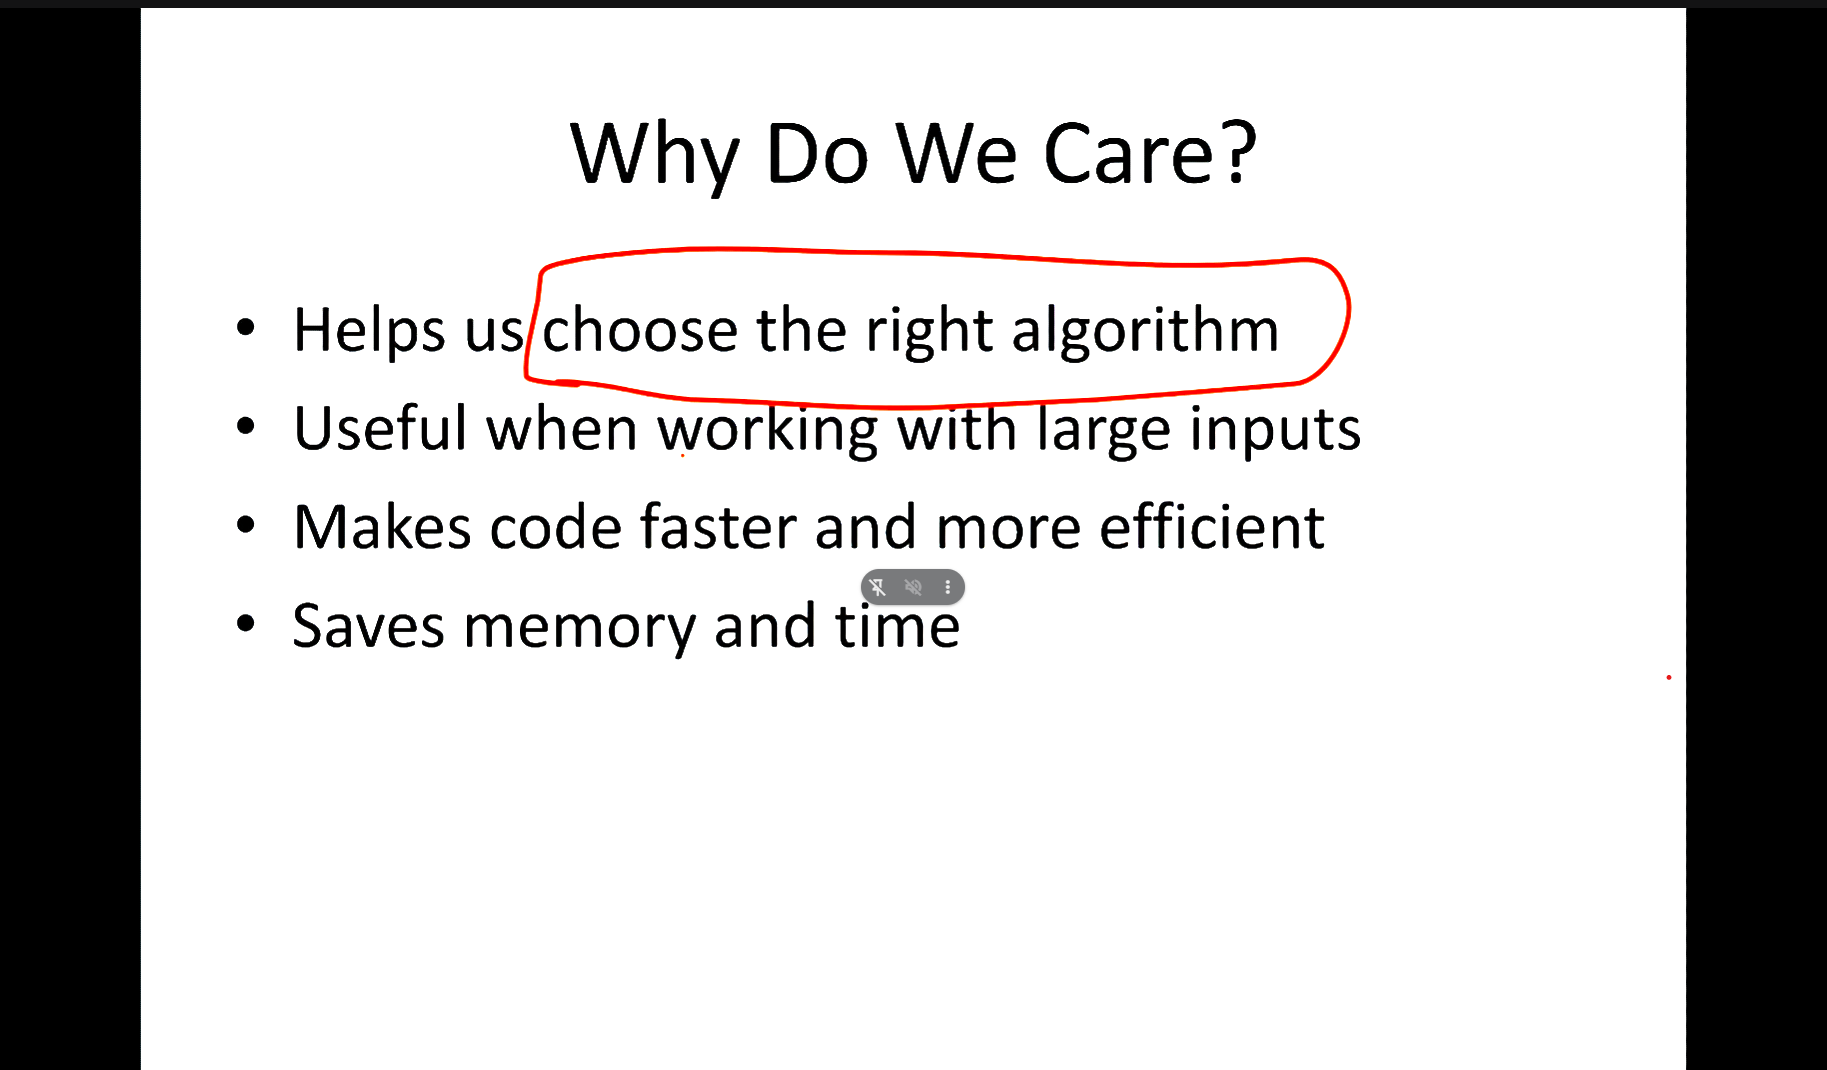 Why Do We Care?
• Helps us choose the right algorithm
• Useful when working with large inputs
• Makes code faster and more efficient
• Saves memory and time